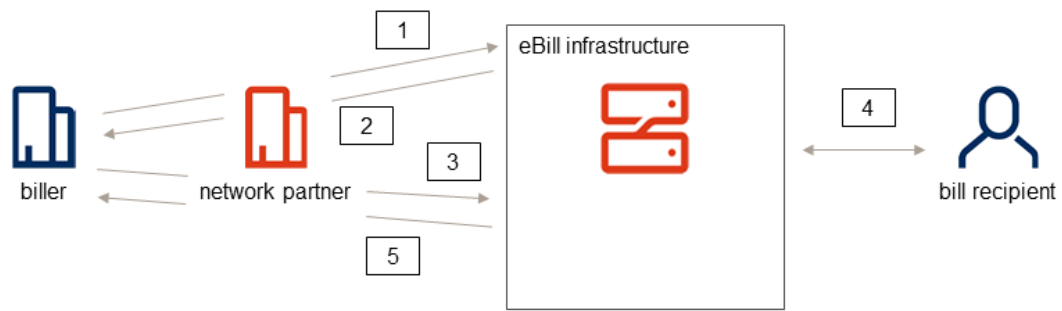 1
eBill infrastructure
2
4
3
biller
network partner
bill recipient
5